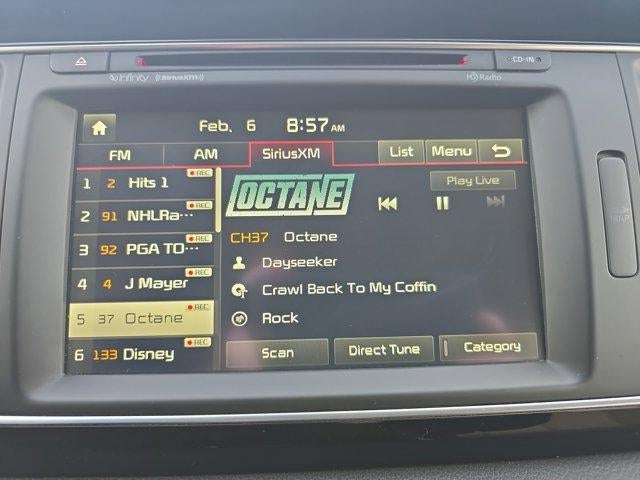 CD-IN
infinity ((SiriusXM)) HD Radio
Feb. 6 8:57 AM
FM AM SiriusXM List Menu
1 2 Hits 1 REC
2 91 NHLRa... REC
3 92 PGA TO... REC
4 4 J Mayer REC
5 37 Octane REC
6 133 Disney REC
OCTANE
Play Live
CH37 Octane
Dayseeker
Crawl Back To My Coffin
Rock
Scan Direct Tune Category
MAP